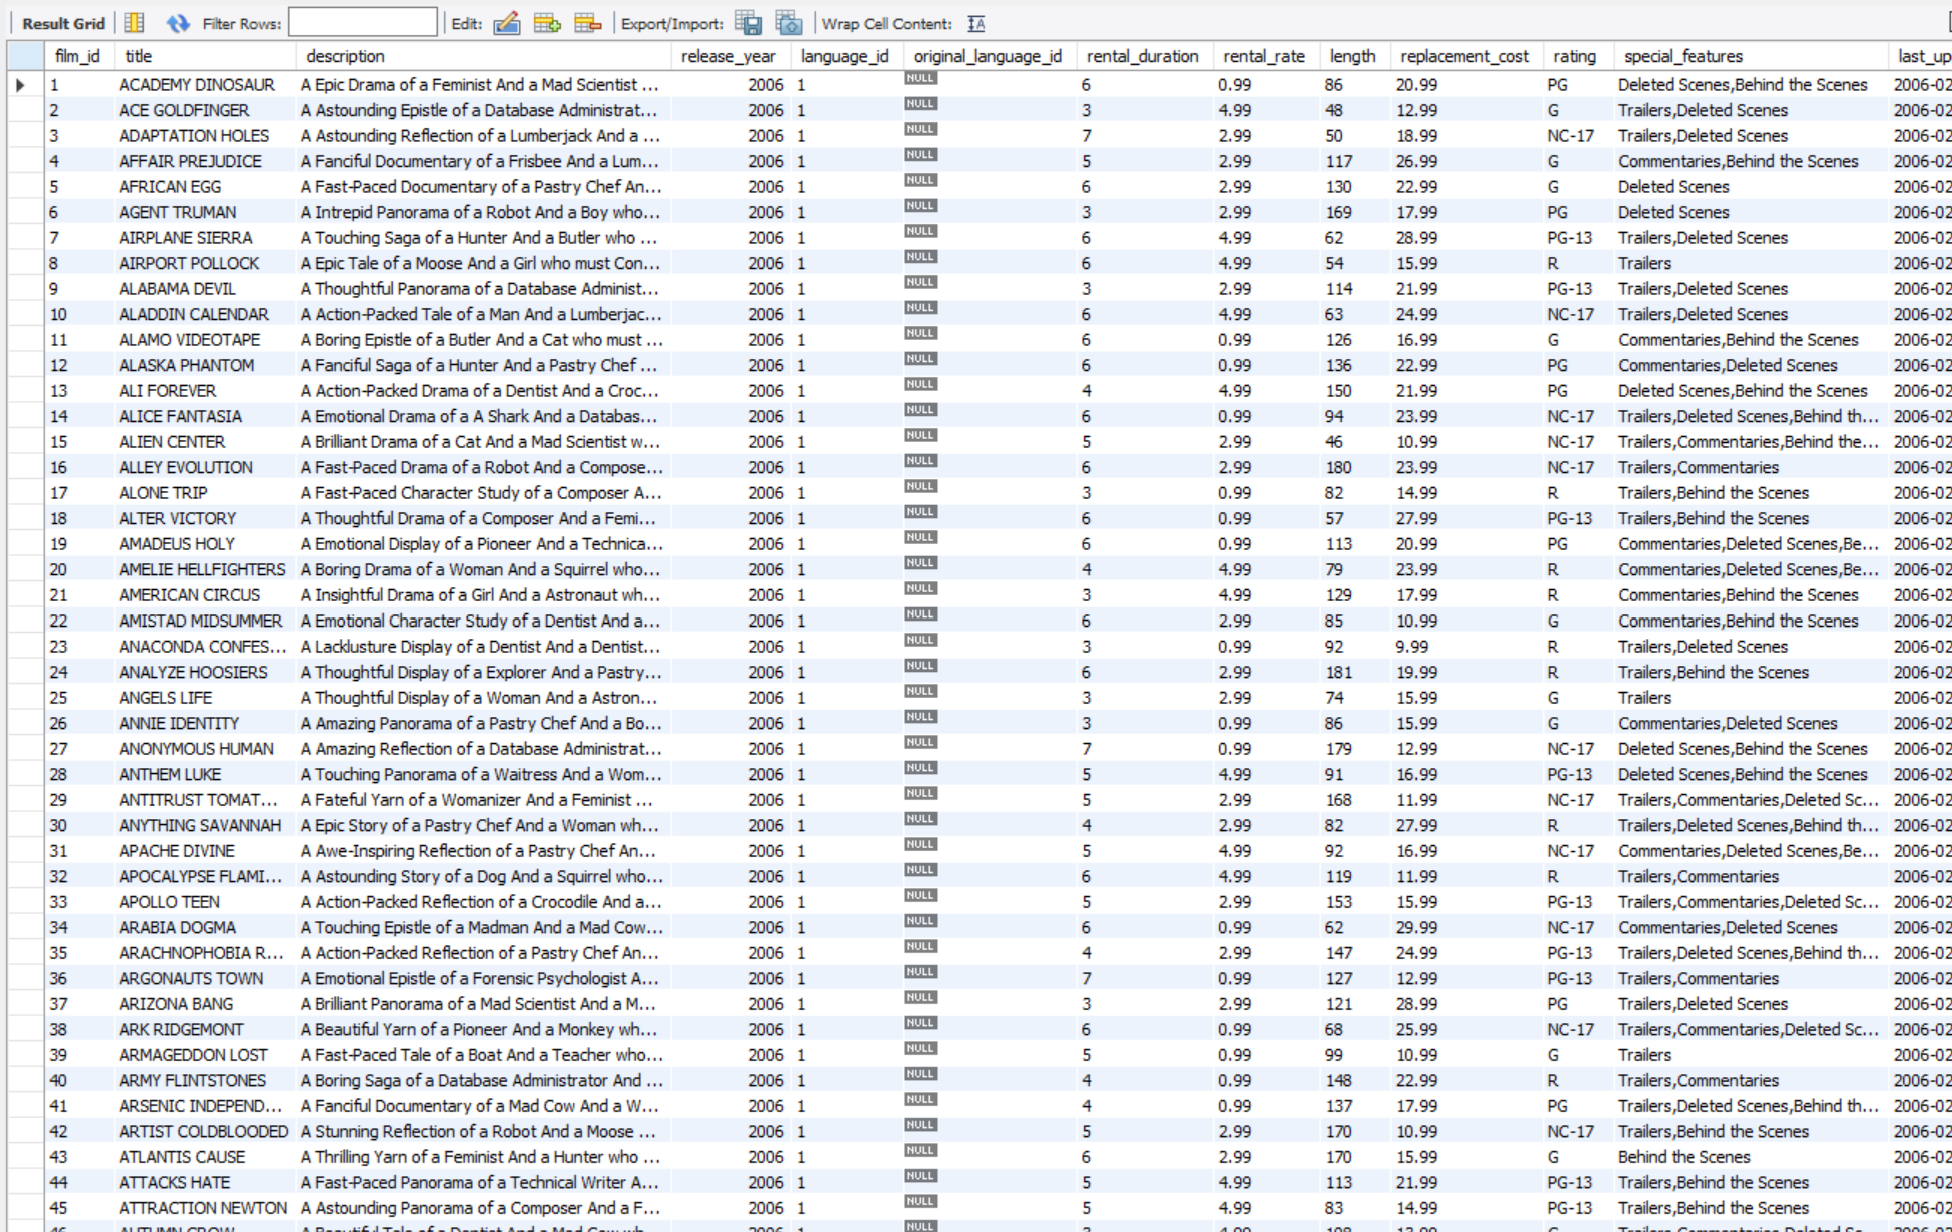 Result Grid Filter Rows: Edit: Export/Import: Wrap Cell Content: IA
film_id title description release_year language_id original_language_id rental_duration rental_rate length replacement_cost rating special_features last_up
1 ACADEMY DINOSAUR A Epic Drama of a Feminist And a Mad Scientist ... 2006 1 NULL 6 0.99 86 20.99 PG Deleted Scenes,Behind the Scenes 2006-02
2 ACE GOLDFINGER A Astounding Epistle of a Database Administrat... 2006 1 NULL 3 4.99 48 12.99 G Trailers,Deleted Scenes 2006-02
3 ADAPTATION HOLES A Astounding Reflection of a Lumberjack And a ... 2006 1 NULL 7 2.99 50 18.99 NC-17 Trailers,Deleted Scenes 2006-02
4 AFFAIR PREJUDICE A Fanciful Documentary of a Frisbee And a Lum... 2006 1 NULL 5 2.99 117 26.99 G Commentaries,Behind the Scenes 2006-02
5 AFRICAN EGG A Fast-Paced Documentary of a Pastry Chef An... 2006 1 NULL 6 2.99 130 22.99 G Deleted Scenes 2006-02
6 AGENT TRUMAN A Intrepid Panorama of a Robot And a Boy who... 2006 1 NULL 3 2.99 169 17.99 PG Deleted Scenes 2006-02
7 AIRPLANE SIERRA A Touching Saga of a Hunter And a Butler who ... 2006 1 NULL 6 4.99 62 28.99 PG-13 Trailers,Deleted Scenes 2006-02
8 AIRPORT POLLOCK A Epic Tale of a Moose And a Girl who must Con... 2006 1 NULL 6 4.99 54 15.99 R Trailers 2006-02
9 ALABAMA DEVIL A Thoughtful Panorama of a Database Administ... 2006 1 NULL 3 2.99 114 21.99 PG-13 Trailers,Deleted Scenes 2006-02
10 ALADDIN CALENDAR A Action-Packed Tale of a Man And a Lumberjac... 2006 1 NULL 6 4.99 63 24.99 NC-17 Trailers,Deleted Scenes 2006-02
11 ALAMO VIDEOTAPE A Boring Epistle of a Butler And a Cat who must ... 2006 1 NULL 6 0.99 126 16.99 G Commentaries,Behind the Scenes 2006-02
12 ALASKA PHANTOM A Fanciful Saga of a Hunter And a Pastry Chef ... 2006 1 NULL 6 0.99 136 22.99 PG Commentaries,Deleted Scenes 2006-02
13 ALI FOREVER A Action-Packed Drama of a Dentist And a Croc... 2006 1 NULL 4 4.99 150 21.99 PG Deleted Scenes,Behind the Scenes 2006-02
14 ALICE FANTASIA A Emotional Drama of a A Shark And a Databas... 2006 1 NULL 6 0.99 94 23.99 NC-17 Trailers,Deleted Scenes,Behind th... 2006-02
15 ALIEN CENTER A Brilliant Drama of a Cat And a Mad Scientist w... 2006 1 NULL 5 2.99 46 10.99 NC-17 Trailers,Commentaries,Behind the... 2006-02
16 ALLEY EVOLUTION A Fast-Paced Drama of a Robot And a Compose... 2006 1 NULL 6 2.99 180 23.99 NC-17 Trailers,Commentaries 2006-02
17 ALONE TRIP A Fast-Paced Character Study of a Composer A... 2006 1 NULL 3 0.99 82 14.99 R Trailers,Behind the Scenes 2006-02
18 ALTER VICTORY A Thoughtful Drama of a Composer And a Femi... 2006 1 NULL 6 0.99 57 27.99 PG-13 Trailers,Behind the Scenes 2006-02
19 AMADEUS HOLY A Emotional Display of a Pioneer And a Technica... 2006 1 NULL 6 0.99 113 20.99 PG Commentaries,Deleted Scenes,Be... 2006-02
20 AMELIE HELLFIGHTERS A Boring Drama of a Woman And a Squirrel who... 2006 1 NULL 4 4.99 79 23.99 R Commentaries,Deleted Scenes,Be... 2006-02
21 AMERICAN CIRCUS A Insightful Drama of a Girl And a Astronaut wh... 2006 1 NULL 3 4.99 129 17.99 R Commentaries,Behind the Scenes 2006-02
22 AMISTAD MIDSUMMER A Emotional Character Study of a Dentist And a... 2006 1 NULL 6 2.99 85 10.99 G Commentaries,Behind the Scenes 2006-02
23 ANACONDA CONFES... A Lacklusture Display of a Dentist And a Dentist... 2006 1 NULL 3 0.99 92 9.99 R Trailers,Deleted Scenes 2006-02
24 ANALYZE HOOSIERS A Thoughtful Display of a Explorer And a Pastry... 2006 1 NULL 6 2.99 181 19.99 R Trailers,Behind the Scenes 2006-02
25 ANGELS LIFE A Thoughtful Display of a Woman And a Astron... 2006 1 NULL 3 2.99 74 15.99 G Trailers 2006-02
26 ANNIE IDENTITY A Amazing Panorama of a Pastry Chef And a Bo... 2006 1 NULL 3 0.99 86 15.99 G Commentaries,Deleted Scenes 2006-02
27 ANONYMOUS HUMAN A Amazing Reflection of a Database Administrat... 2006 1 NULL 7 0.99 179 12.99 NC-17 Deleted Scenes,Behind the Scenes 2006-02
28 ANTHEM LUKE A Touching Panorama of a Waitress And a Wom... 2006 1 NULL 5 4.99 91 16.99 PG-13 Deleted Scenes,Behind the Scenes 2006-02
29 ANTITRUST TOMAT... A Fateful Yarn of a Womanizer And a Feminist ... 2006 1 NULL 5 2.99 168 11.99 NC-17 Trailers,Commentaries,Deleted Sc... 2006-02
30 ANYTHING SAVANNAH A Epic Story of a Pastry Chef And a Woman wh... 2006 1 NULL 4 2.99 82 27.99 R Trailers,Deleted Scenes,Behind th... 2006-02
31 APACHE DIVINE A Awe-Inspiring Reflection of a Pastry Chef An... 2006 1 NULL 5 4.99 92 16.99 NC-17 Commentaries,Deleted Scenes,Be... 2006-02
32 APOCALYPSE FLAMI... A Astounding Story of a Dog And a Squirrel who... 2006 1 NULL 6 4.99 119 11.99 R Trailers,Commentaries 2006-02
33 APOLLO TEEN A Action-Packed Reflection of a Crocodile And a... 2006 1 NULL 5 2.99 153 15.99 PG-13 Trailers,Commentaries,Deleted Sc... 2006-02
34 ARABIA DOGMA A Touching Epistle of a Madman And a Mad Cow... 2006 1 NULL 6 0.99 62 29.99 NC-17 Commentaries,Deleted Scenes 2006-02
35 ARACHNOPHOBIA R... A Action-Packed Reflection of a Pastry Chef An... 2006 1 NULL 4 2.99 147 24.99 PG-13 Trailers,Deleted Scenes,Behind th... 2006-02
36 ARGONAUTS TOWN A Emotional Epistle of a Forensic Psychologist A... 2006 1 NULL 7 0.99 127 12.99 PG-13 Trailers,Commentaries 2006-02
37 ARIZONA BANG A Brilliant Panorama of a Mad Scientist And a M... 2006 1 NULL 3 2.99 121 28.99 PG Trailers,Deleted Scenes 2006-02
38 ARK RIDGEMONT A Beautiful Yarn of a Pioneer And a Monkey wh... 2006 1 NULL 6 0.99 68 25.99 NC-17 Trailers,Commentaries,Deleted Sc... 2006-02
39 ARMAGEDDON LOST A Fast-Paced Tale of a Boat And a Teacher who... 2006 1 NULL 5 0.99 99 10.99 G Trailers 2006-02
40 ARMY FLINTSTONES A Boring Saga of a Database Administrator And ... 2006 1 NULL 4 0.99 148 22.99 R Trailers,Commentaries 2006-02
41 ARSENIC INDEPEND... A Fanciful Documentary of a Mad Cow And a W... 2006 1 NULL 4 0.99 137 17.99 PG Trailers,Deleted Scenes,Behind th... 2006-02
42 ARTIST COLDBLOODED A Stunning Reflection of a Robot And a Moose ... 2006 1 NULL 5 2.99 170 10.99 NC-17 Trailers,Behind the Scenes 2006-02
43 ATLANTIS CAUSE A Thrilling Yarn of a Feminist And a Hunter who ... 2006 1 NULL 6 2.99 170 15.99 G Behind the Scenes 2006-02
44 ATTACKS HATE A Fast-Paced Panorama of a Technical Writer A... 2006 1 NULL 5 4.99 113 21.99 PG-13 Trailers,Behind the Scenes 2006-02
45 ATTRACTION NEWTON A Astounding Panorama of a Composer And a F... 2006 1 NULL 5 4.99 83 14.99 PG-13 Trailers,Behind the Scenes 2006-02
NULL